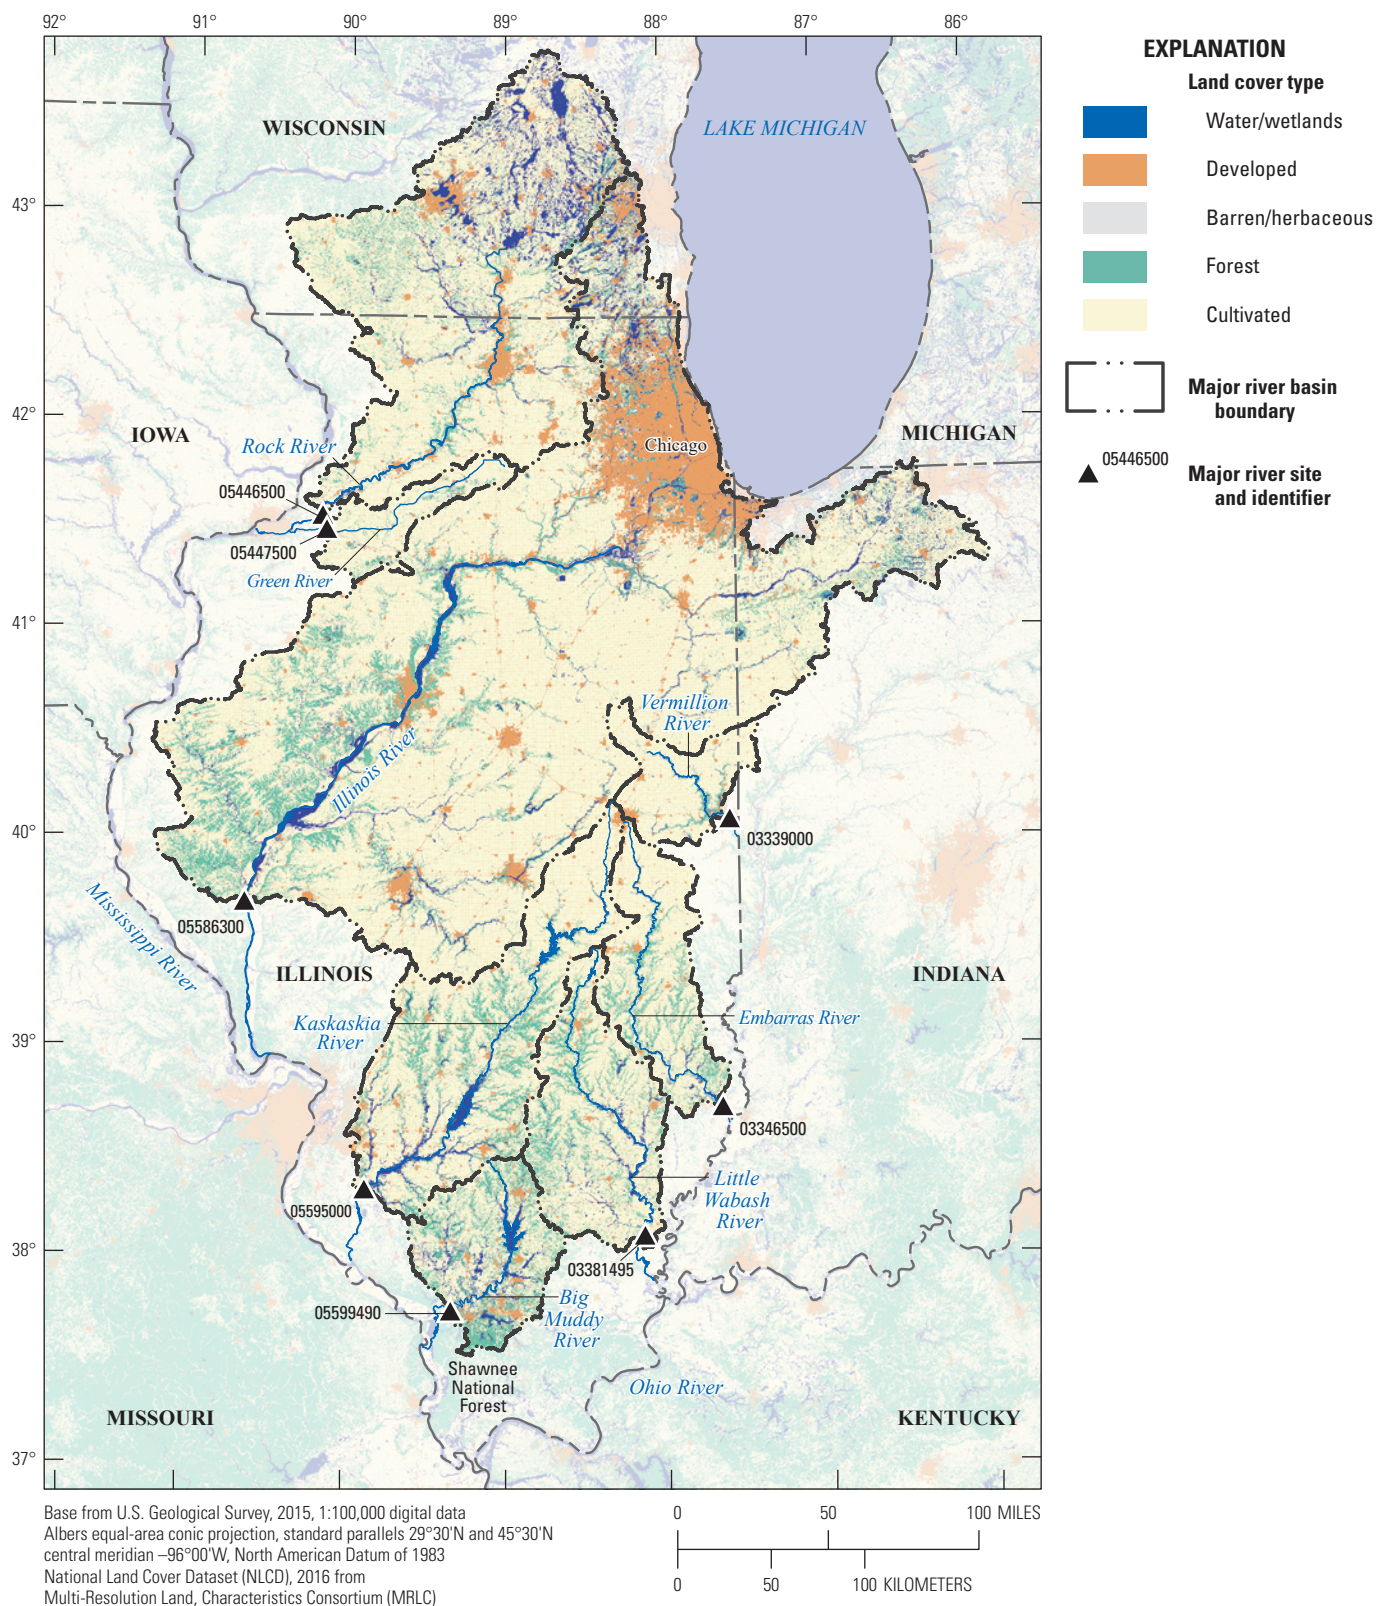 92°
91°
90°
89°
88°
87°
86°
43°
42°
41°
40°
39°
38°
37°
WISCONSIN
LAKE MICHIGAN
IOWA
Rock River
05446500
05447500
Green River
Chicago
MICHIGAN
Vermillion
River
Illinois River
03339000
05586300
Mississippi River
ILLINOIS
INDIANA
Kaskaskia
River
Embarras River
03346500
Little
Wabash
River
05595000
03381495
05599490
Big
Muddy
River
Shawnee
National
Forest
Ohio River
MISSOURI
KENTUCKY
EXPLANATION
Land cover type
Water/wetlands
Developed
Barren/herbaceous
Forest
Cultivated
Major river basin
boundary
05446500
Major river site
and identifier
Base from U.S. Geological Survey, 2015, 1:100,000 digital data
Albers equal-area conic projection, standard parallels 29°30'N and 45°30'N
central meridian –96°00'W, North American Datum of 1983
National Land Cover Dataset (NLCD), 2016 from
Multi-Resolution Land, Characteristics Consortium (MRLC)
0 50 100 MILES
0 50 100 KILOMETERS